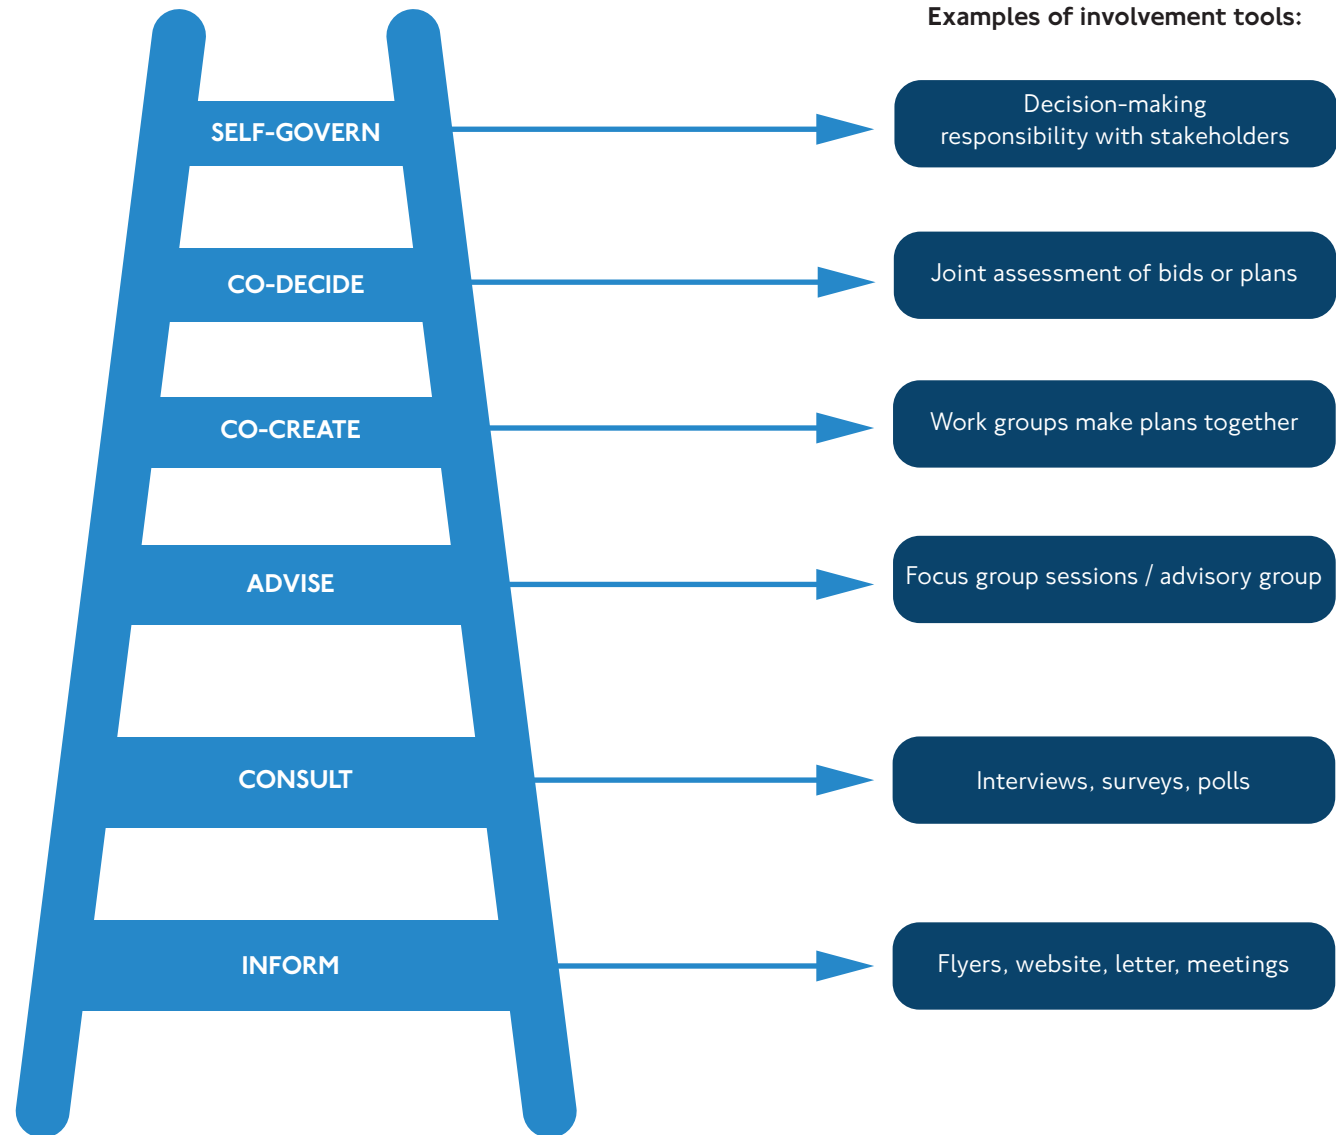 Examples of involvement tools:
SELF-GOVERN
Decision-making
responsibility with stakeholders
CO-DECIDE
Joint assessment of bids or plans
CO-CREATE
Work groups make plans together
ADVISE
Focus group sessions / advisory group
CONSULT
Interviews, surveys, polls
INFORM
Flyers, website, letter, meetings